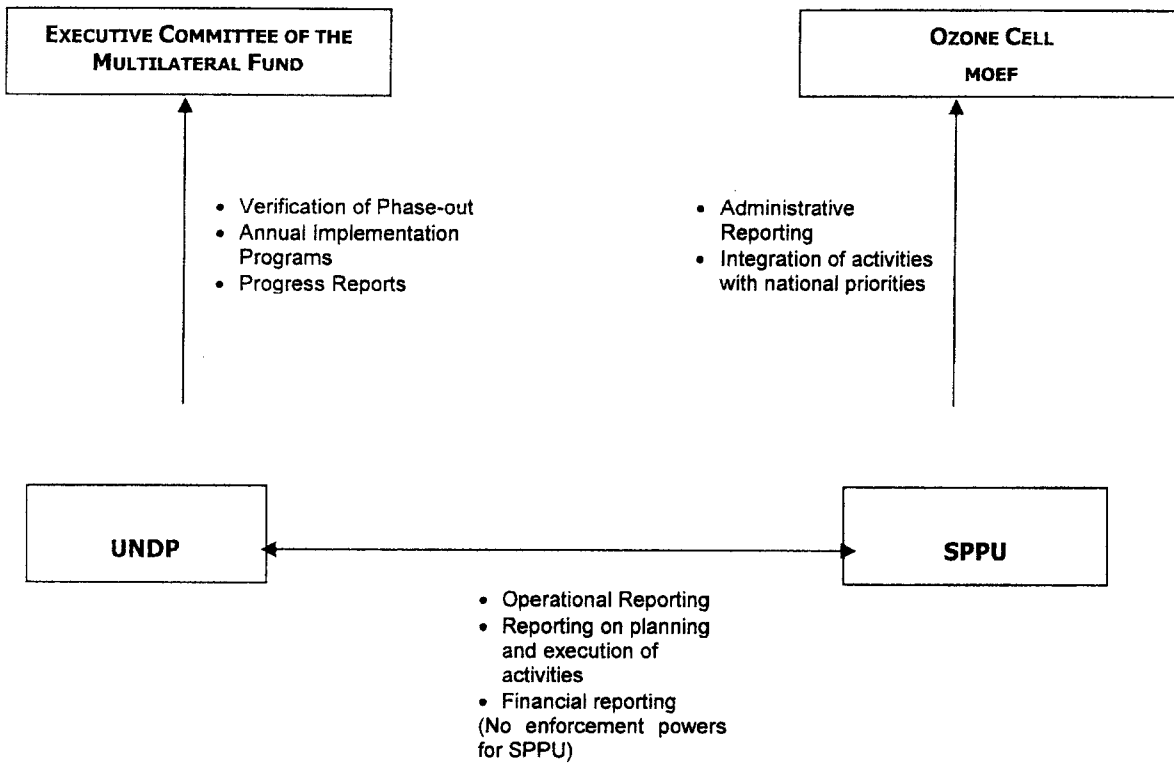 EXECUTIVE COMMITTEE OF THE
MULTILATERAL FUND
OZONE CELL
MOEF
• Verification of Phase-out
• Annual Implementation
Programs
• Progress Reports
• Administrative
Reporting
• Integration of activities
with national priorities
UNDP
SPPU
• Operational Reporting
• Reporting on planning
and execution of
activities
• Financial reporting
(No enforcement powers
for SPPU)